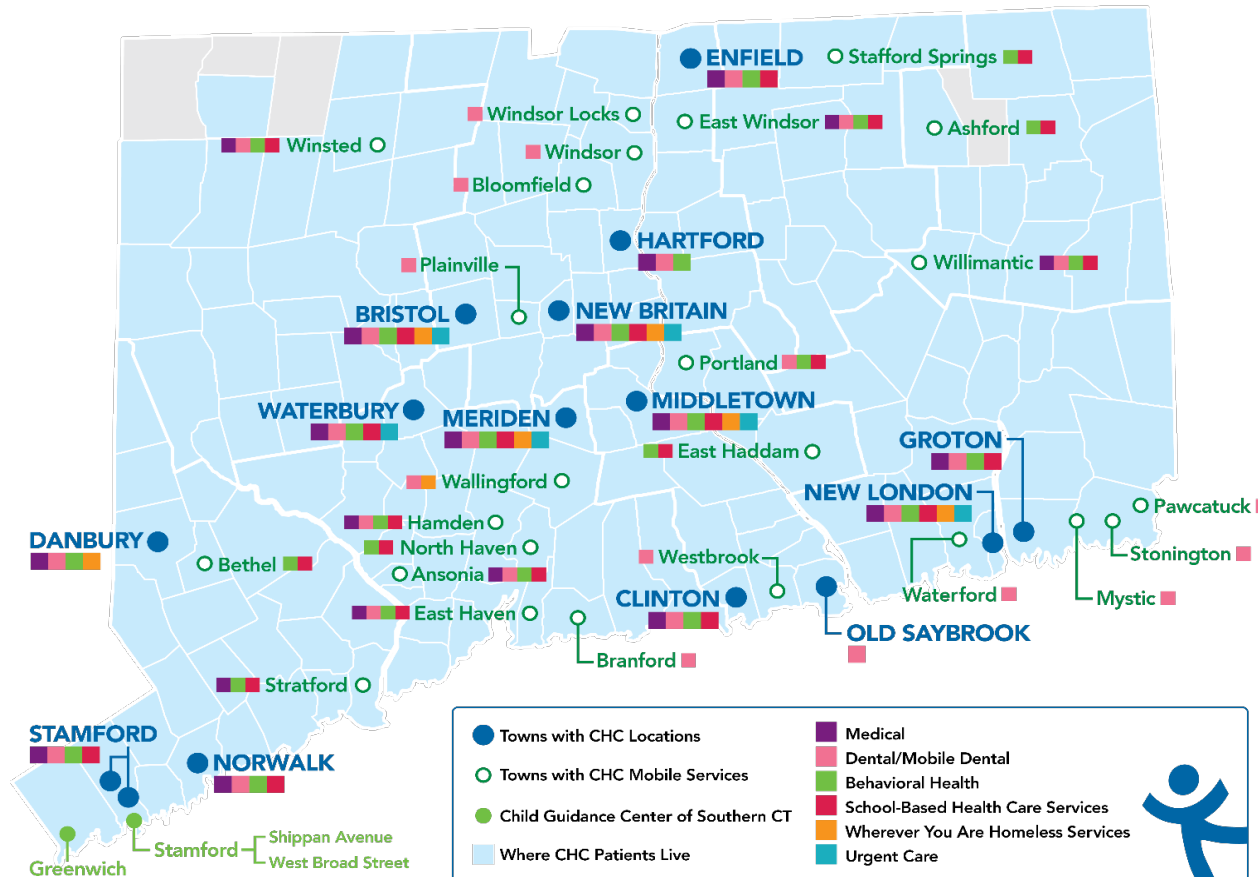 ENFIELD
Stafford Springs
Windsor Locks
East Windsor
Ashford
Winsted
Windsor
Bloomfield
HARTFORD
Plainville
Willimantic
BRISTOL
NEW BRITAIN
Portland
WATERBURY
MERIDEN
MIDDLETOWN
East Haddam
GROTON
Wallingford
NEW LONDON
Pawcatuck
Hamden
DANBURY
North Haven
Westbrook
Stonington
Bethel
Ansonia
Waterford
Mystic
CLINTON
East Haven
OLD SAYBROOK
Branford
Stratford
STAMFORD
NORWALK
Stamford
Shippan Avenue
West Broad Street
Greenwich
Towns with CHC Locations
Towns with CHC Mobile Services
Child Guidance Center of Southern CT
Where CHC Patients Live
Medical
Dental/Mobile Dental
Behavioral Health
School-Based Health Care Services
Wherever You Are Homeless Services
Urgent Care